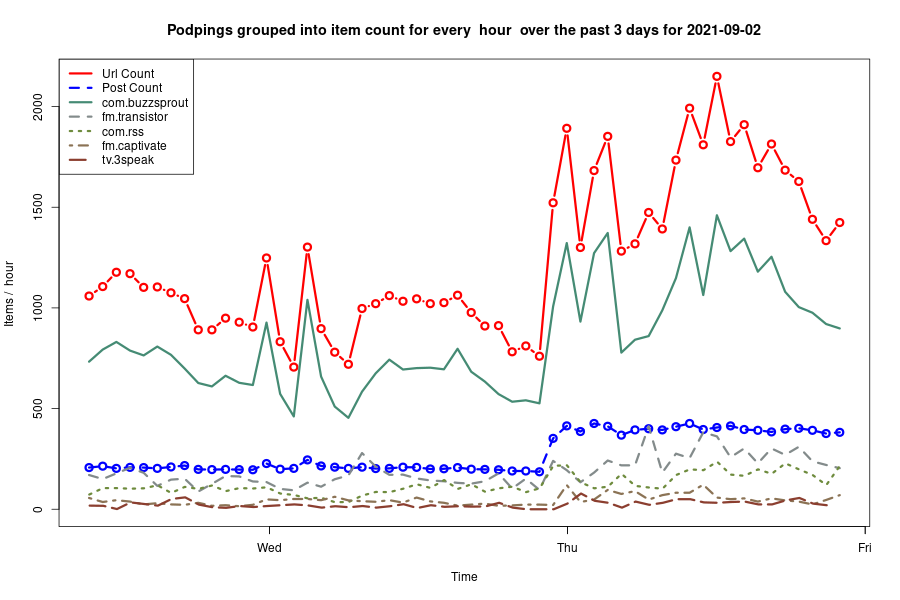 Podpings grouped into item count for every  hour  over the past 3 days for 2021-09-02
Url Count
Post Count
com.buzzsprout
fm.transistor
com.rss
fm.captivate
tv.3speak
2000
1500
1000
500
0
Items /  hour
Wed
Thu
Fri
Time